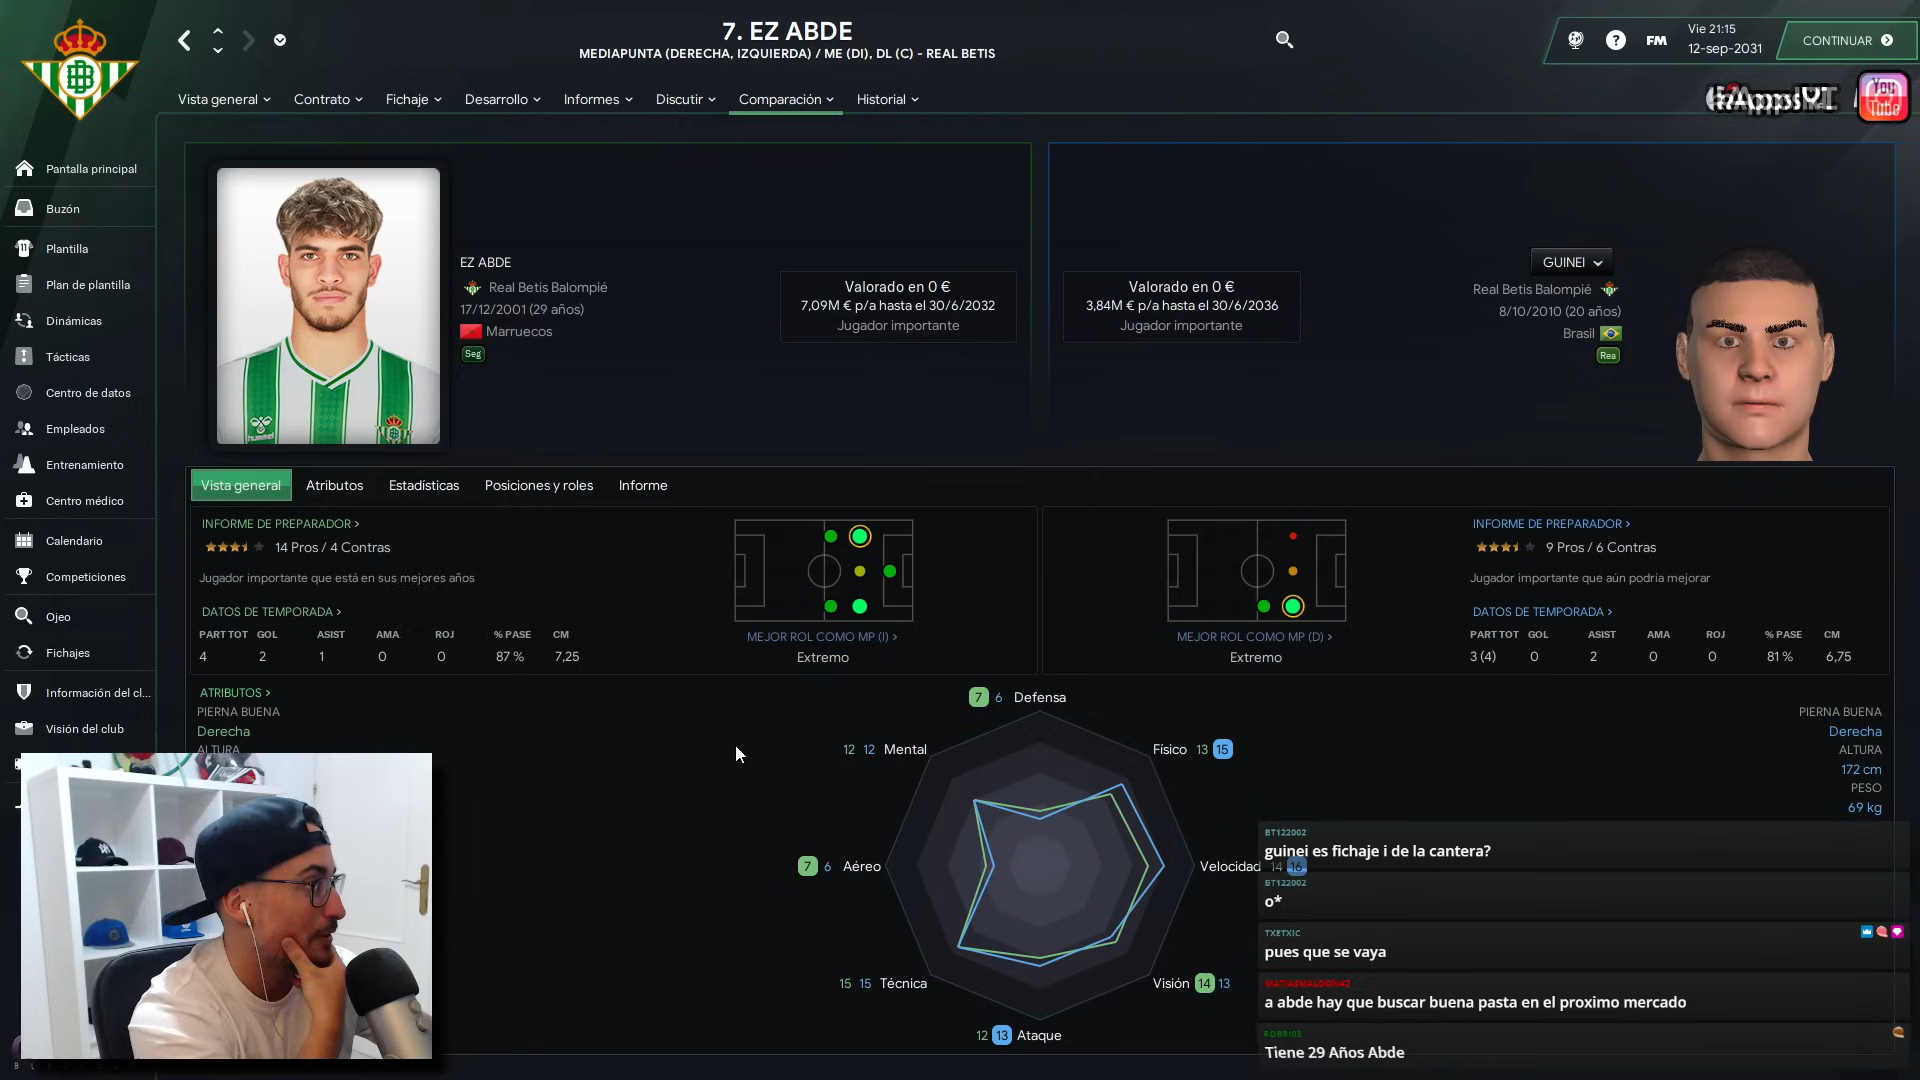 7. EZ ABDE
MEDIAPUNTA (DERECHA, IZQUIERDA) / ME (DI), DL (C) - REAL BETIS
FM
Vie 21:15
12-sep-2031
CONTINUAR
Vista general
Contrato
Fichaje
Desarrollo
Informes
Discutir
Comparación
Historial
You
Tube
Pantalla principal
Buzón
Plantilla
Plan de plantilla
Dinámicas
Tácticas
Centro de datos
Empleados
Entrenamiento
Centro médico
Calendario
Competiciones
Ojeo
Fichajes
Información del cl...
Visión del club
EZ ABDE
Real Betis Balompié
17/12/2001 (29 años)
Marruecos
Seg
Valorado en 0 €
7,09M € p/a hasta el 30/6/2032
Jugador importante
Valorado en 0 €
3,84M € p/a hasta el 30/6/2036
Jugador importante
GUINEI
Real Betis Balompié
8/10/2010 (20 años)
Brasil
Rea
hummel
Vista general
Atributos
Estadísticas
Posiciones y roles
Informe
INFORME DE PREPARADOR >
14 Pros / 4 Contras
Jugador importante que está en sus mejores años
DATOS DE TEMPORADA >
PART TOT GOL ASIST AMA ROJ % PASE CM
4 2 1 0 0 87 % 7,25
MEJOR ROL COMO MP (I) >
Extremo
MEJOR ROL COMO MP (D) >
Extremo
INFORME DE PREPARADOR >
9 Pros / 6 Contras
Jugador importante que aún podría mejorar
DATOS DE TEMPORADA >
PART TOT GOL ASIST AMA ROJ % PASE CM
3 (4) 0 2 0 0 81 % 6,75
ATRIBUTOS >
PIERNA BUENA
Derecha
ALTURA
7 6 Defensa
12 12 Mental
Físico 13 15
7 6 Aéreo
Velocidad 14 16
15 15 Técnica
Visión 14 13
12 13 Ataque
PIERNA BUENA
Derecha
ALTURA
172 cm
PESO
69 kg
BT122002
guinei es fichaje i de la cantera?
BT122002
o*
TXETXIC
pues que se vaya
a abde hay que buscar buena pasta en el proximo mercado
ROBRI03
Tiene 29 Años Abde